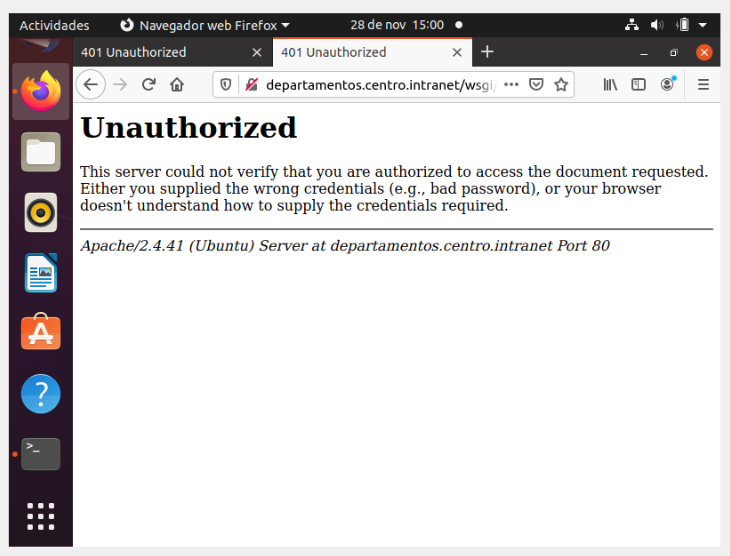 Actividades Navegador web Firefox 28 de nov 15:00
401 Unauthorized 401 Unauthorized
departamentos.centro.intranet/wsgi/
Unauthorized
This server could not verify that you are authorized to access the document requested.
Either you supplied the wrong credentials (e.g., bad password), or your browser
doesn't understand how to supply the credentials required.
Apache/2.4.41 (Ubuntu) Server at departamentos.centro.intranet Port 80